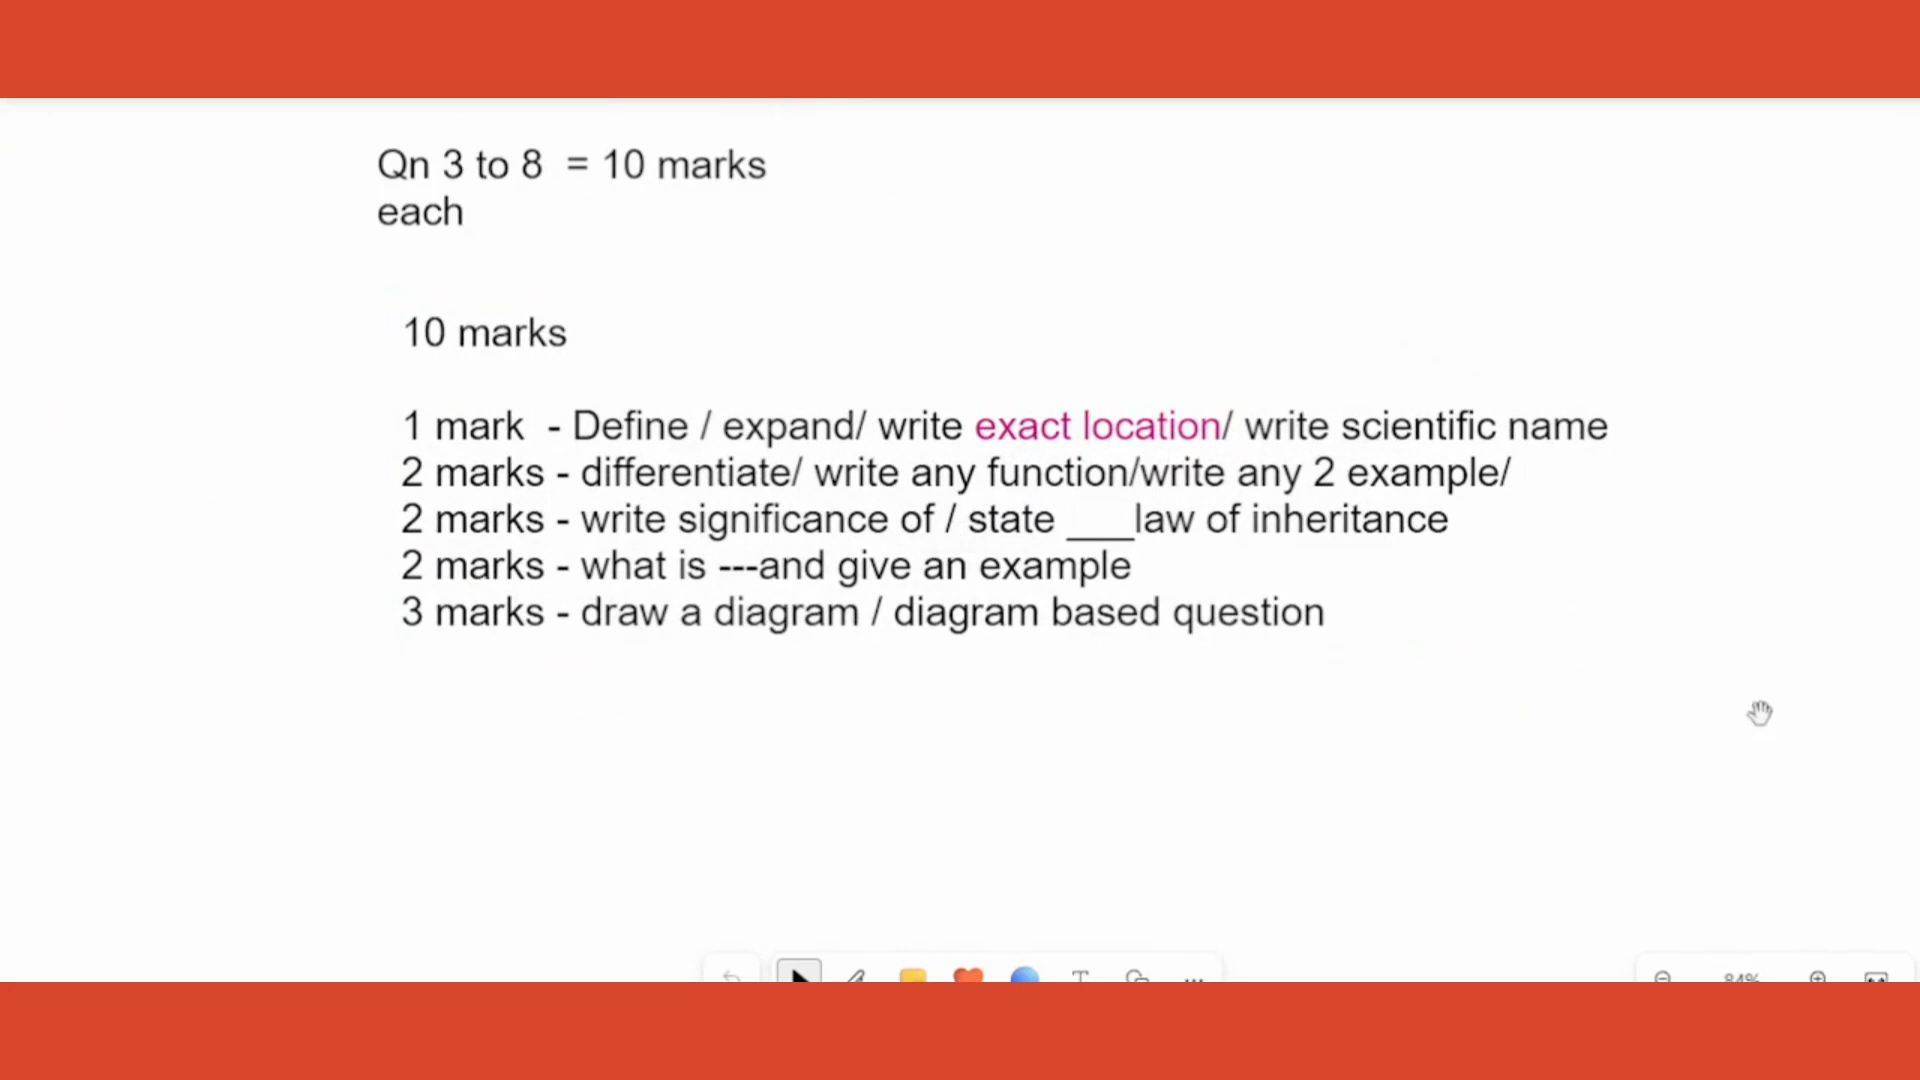 Qn 3 to 8 = 10 marks
each
10 marks
1 mark - Define / expand/ write exact location/ write scientific name
2 marks - differentiate/ write any function/write any 2 example/
2 marks - write significance of / state ___law of inheritance
2 marks - what is ---and give an example
3 marks - draw a diagram / diagram based question
84%